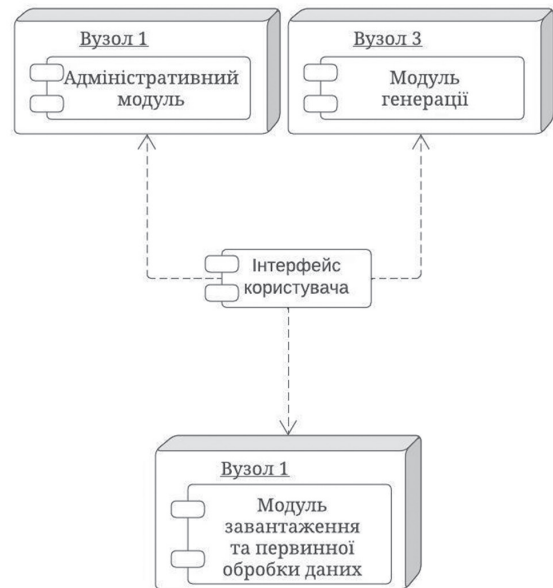 Вузол 1
Адміністративний
модуль
Вузол 3
Модуль
генерації
Інтерфейс
користувача
Вузол 1
Модуль
завантаження
та первинної
обробки даних